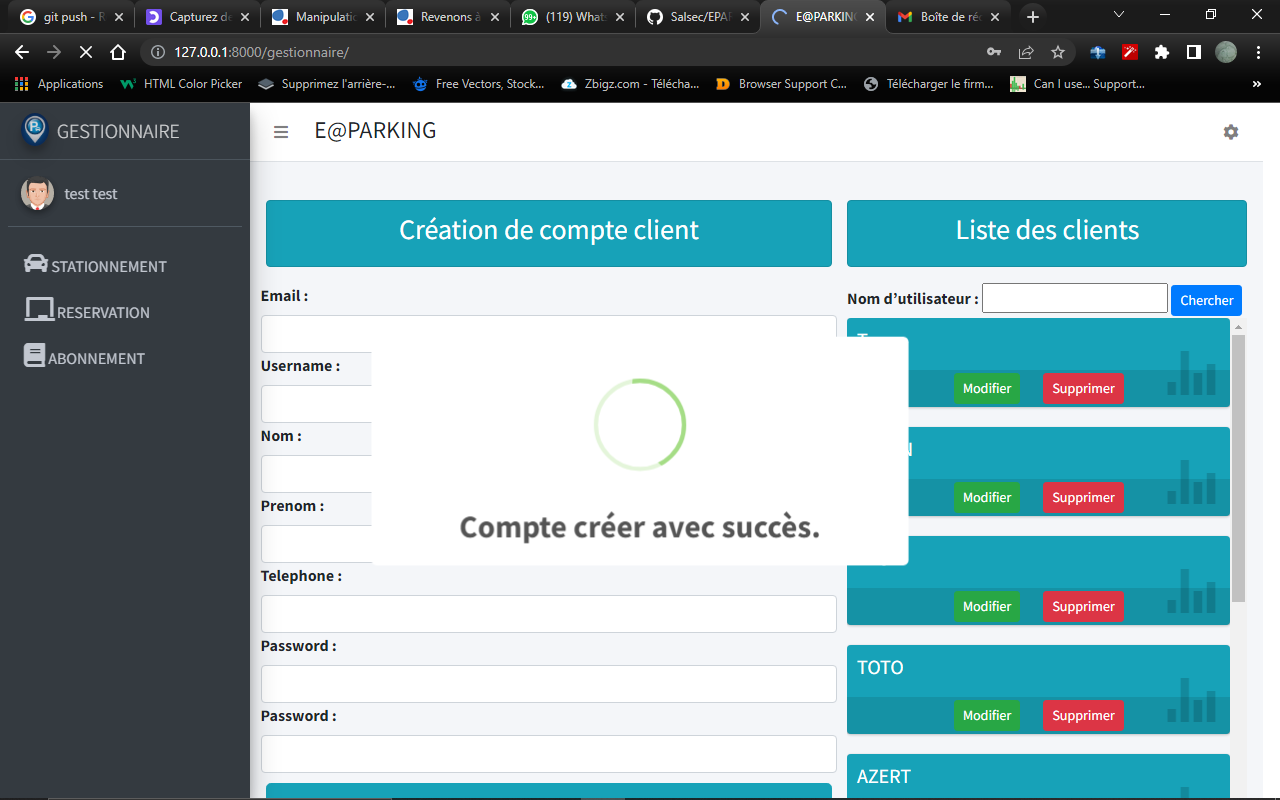 git push - R
Capturez de
Manipulatio
Revenons à
(119) Whats
Salsec/EPAR
E@PARKING
Boîte de réc
127.0.0.1:8000/gestionnaire/
Applications
HTML Color Picker
Supprimez l'arrière-...
Free Vectors, Stock...
Zbigz.com - Télécha...
Browser Support C...
Télécharger le firm...
Can I use... Support...
»
GESTIONNAIRE
E@PARKING
test test
STATIONNEMENT
RESERVATION
ABONNEMENT
Création de compte client
Email :
Username :
Nom :
Prenom :
Telephone :
Password :
Password :
Compte créer avec succès.
Liste des clients
Nom d’utilisateur :
Chercher
Modifier
Supprimer
Modifier
Supprimer
Modifier
Supprimer
TOTO
Modifier
Supprimer
AZERT